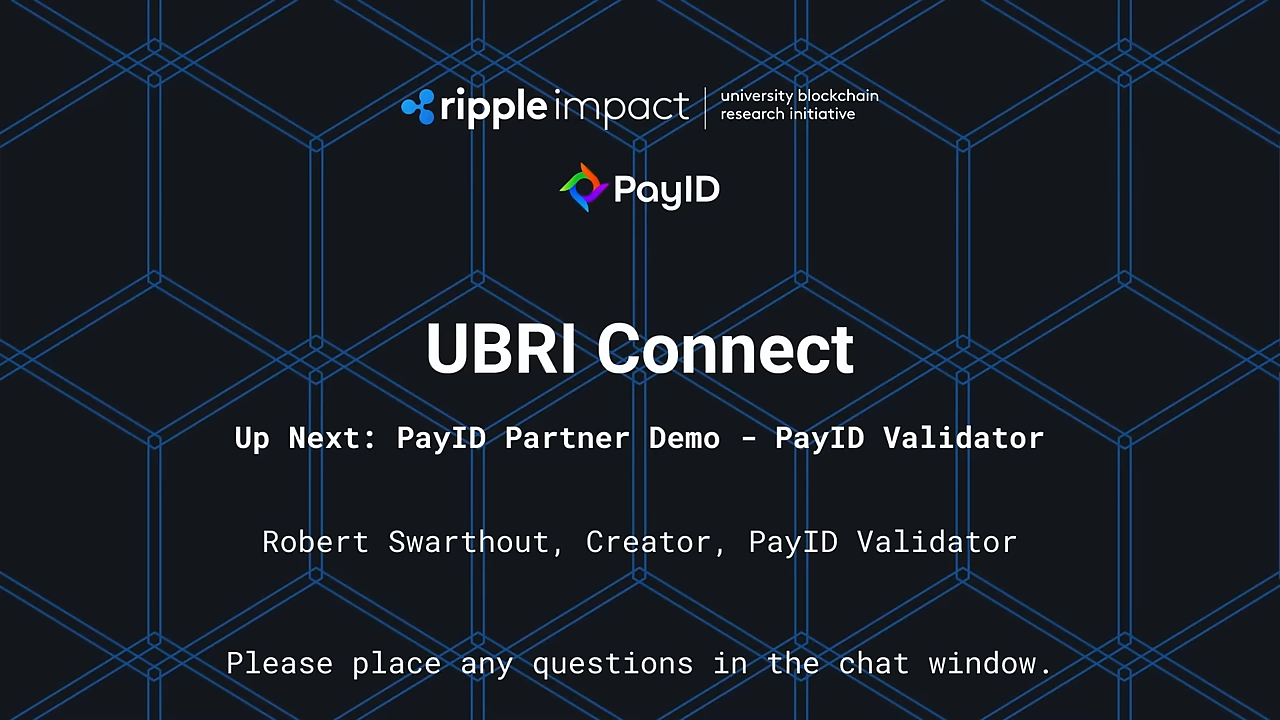 ripple impact
university blockchain
research initiative
PayID
UBRI Connect
Up Next: PayID Partner Demo - PayID Validator
Robert Swarthout, Creator, PayID Validator
Please place any questions in the chat window.